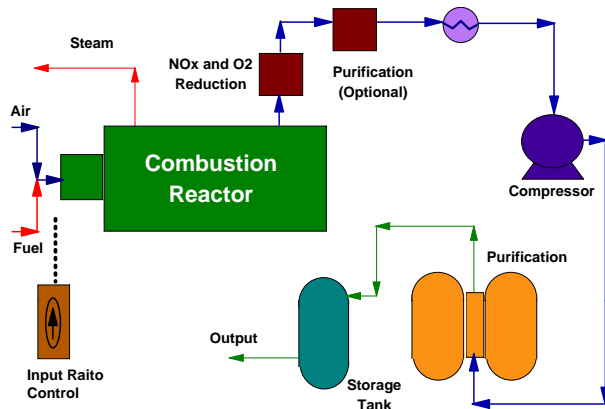 Steam
NOx and O2
Reduction
Purification
(Optional)
Air
Combustion
Reactor
Compressor
Fuel
Purification
Output
Input Raito
Control
Storage
Tank